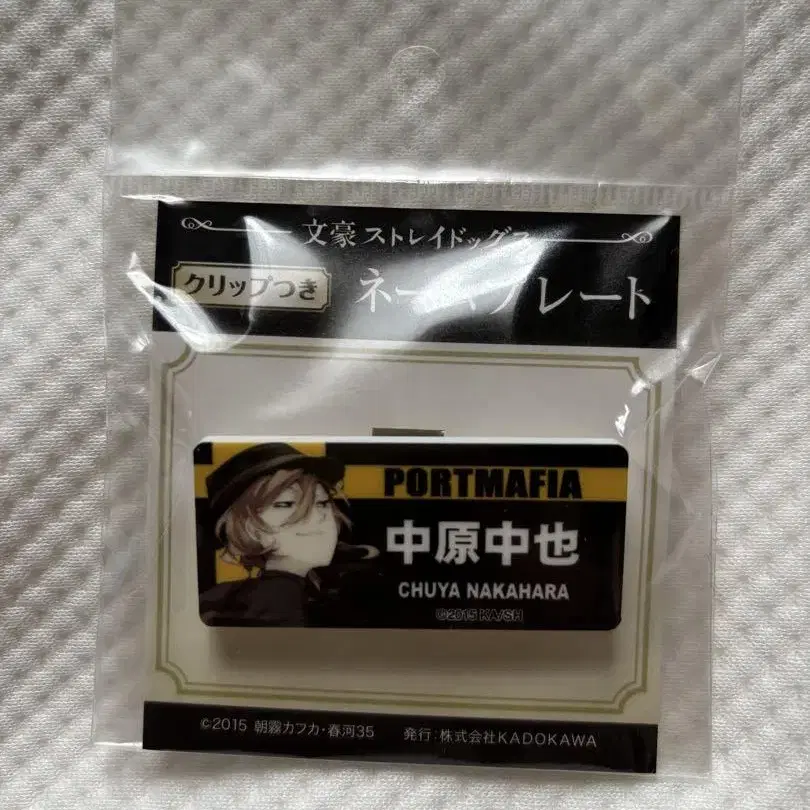 文豪ストレイドッグス
クリップつき
ネームプレート
PORTMAFIA
中原中也
CHUYA NAKAHARA
©2015 KA/SH
©2015 朝霧カフカ・春河35 発行：株式会社KADOKAWA